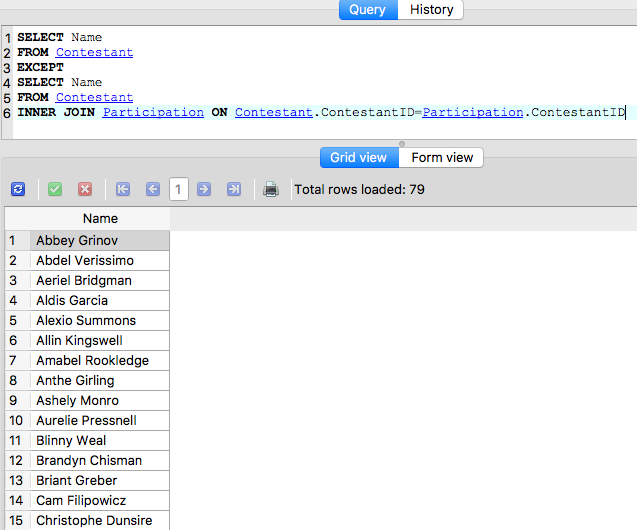 Query History
1 SELECT Name
2 FROM Contestant
3 EXCEPT
4 SELECT Name
5 FROM Contestant
6 INNER JOIN Participation ON Contestant.ContestantID=Participation.ContestantID
Grid view Form view
1 Total rows loaded: 79
Name
1 Abbey Grinov
2 Abdel Verissimo
3 Aeriel Bridgman
4 Aldis Garcia
5 Alexio Summons
6 Allin Kingswell
7 Amabel Rookledge
8 Anthe Girling
9 Ashely Monro
10 Aurelie Pressnell
11 Blinny Weal
12 Brandyn Chisman
13 Briant Greber
14 Cam Filipowicz
15 Christophe Dunsire